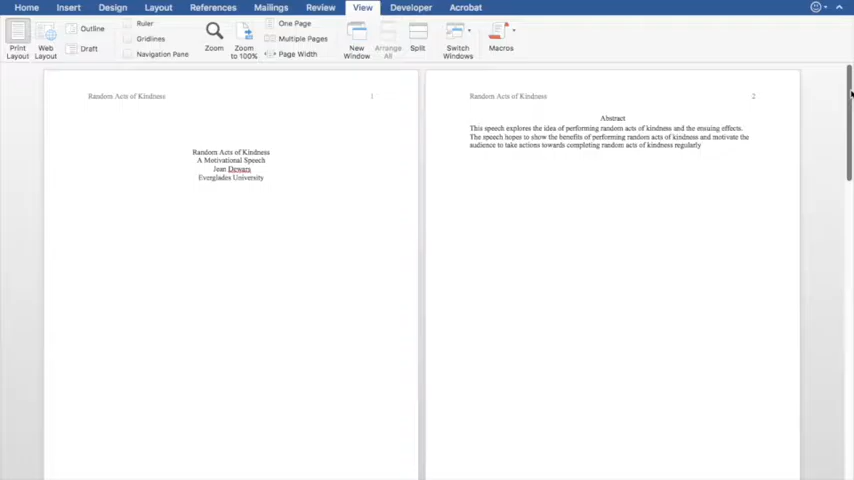 Home Insert Design Layout References Mailings Review View Developer Acrobat
Print Layout
Web Layout
Outline
Draft
Ruler
Gridlines
Navigation Pane
Zoom
Zoom to 100%
One Page
Multiple Pages
Page Width
New Window
Arrange All
Split
Switch Windows
Macros
Random Acts of Kindness 1
Random Acts of Kindness
A Motivational Speech
Jean Dewars
Everglades University
Random Acts of Kindness 2
Abstract
This speech explores the idea of performing random acts of kindness and the ensuing effects.
The speech hopes to show the benefits of performing random acts of kindness and motivate the
audience to take actions towards completing random acts of kindness regularly